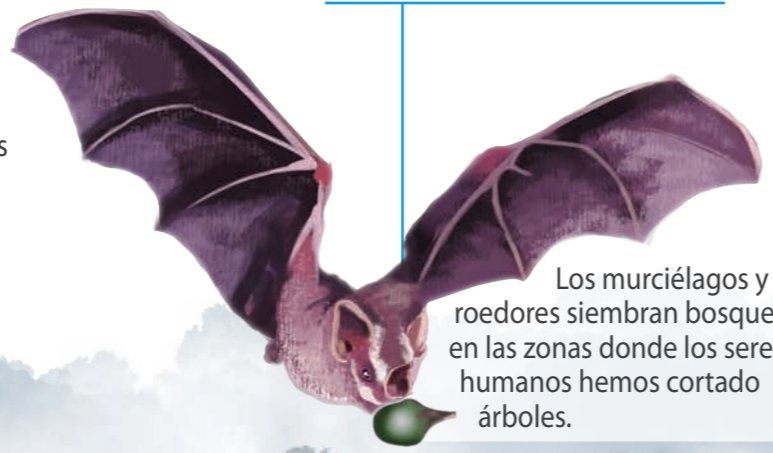 s
Los murciélagos y
roedores siembran bosque
en las zonas donde los sere
humanos hemos cortado
árboles.